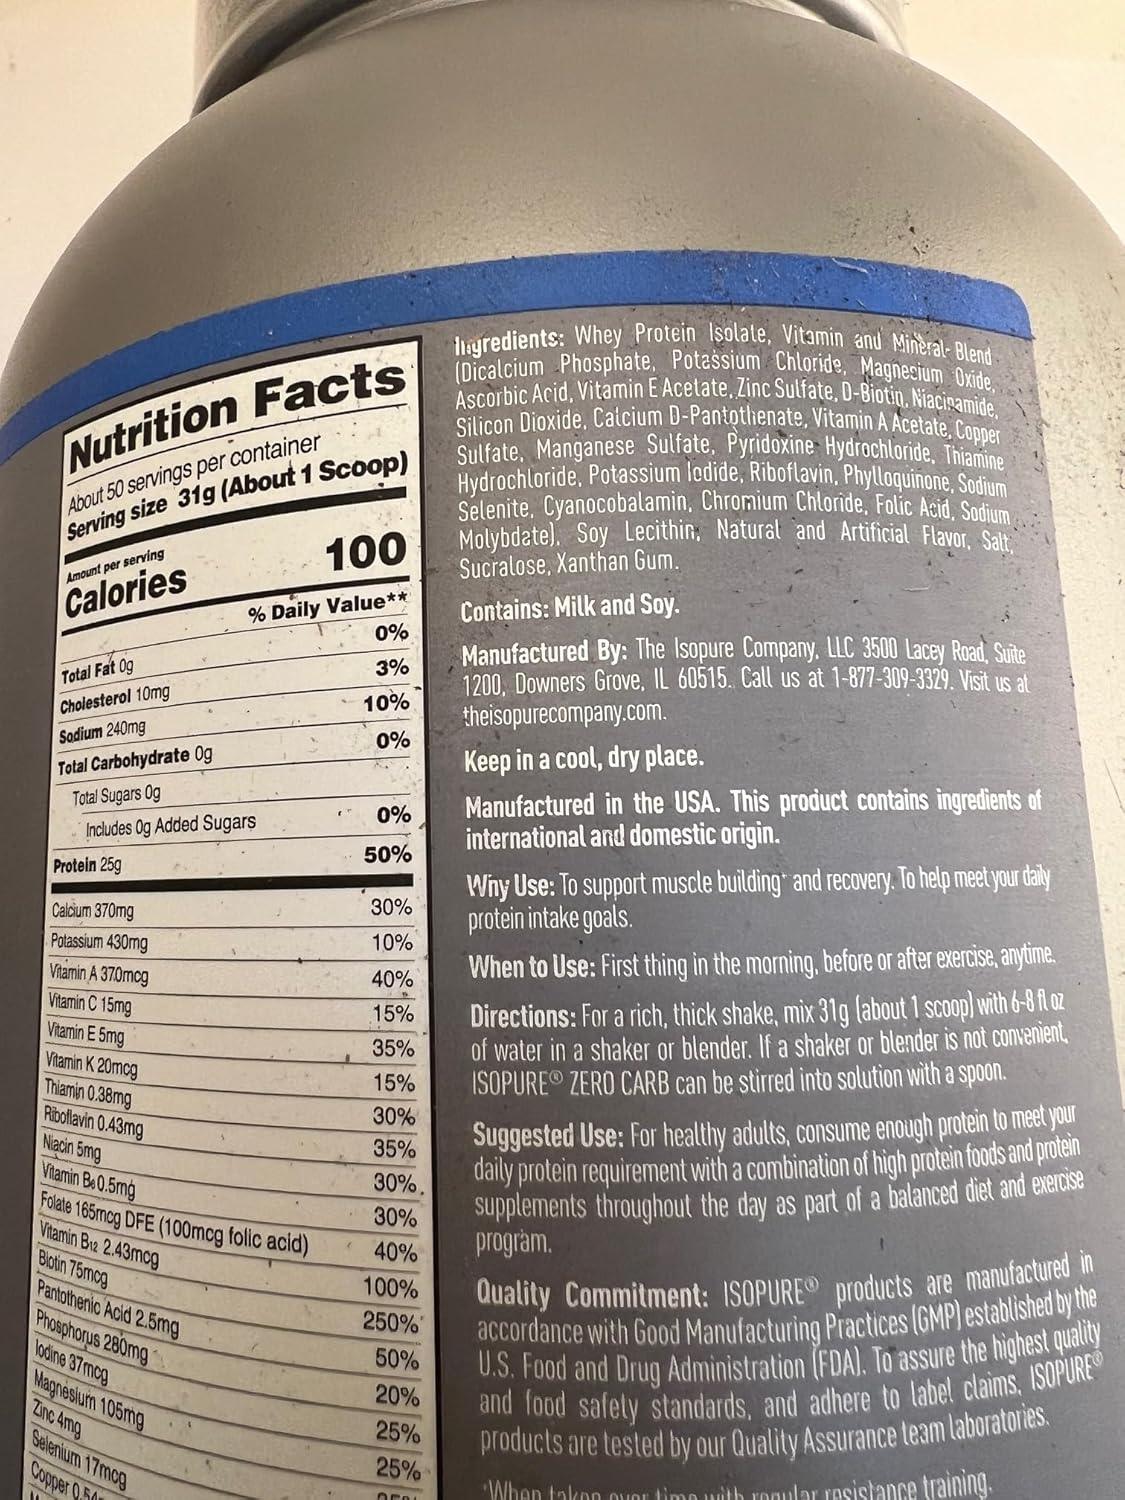 Nutrition Facts
About 50 servings per container
Serving size 31g (About 1 Scoop)
Amount per serving
Calories 100
% Daily Value**
Total Fat 0g 0%
Cholesterol 10mg 3%
Sodium 240mg 10%
Total Carbohydrate 0g 0%
Total Sugars 0g
Includes 0g Added Sugars 0%
Protein 25g 50%
Calcium 370mg 30%
Potassium 430mg 10%
Vitamin A 370mcg 40%
Vitamin C 15mg 15%
Vitamin E 5mg 35%
Vitamin K 20mcg 15%
Thiamin 0.38mg 30%
Riboflavin 0.43mg 35%
Niacin 5mg 30%
Vitamin B6 0.5mg 30%
Folate 165mcg DFE (100mcg folic acid) 40%
Vitamin B12 2.43mcg 100%
Biotin 75mcg 250%
Pantothenic Acid 2.5mg 50%
Phosphorus 280mg 20%
Iodine 37mcg 25%
Magnesium 105mg 25%
Zinc 4mg
Selenium 17mcg
Copper
Ingredients: Whey Protein Isolate, Vitamin and Mineral Blend
(Dicalcium Phosphate, Potassium Chloride, Magnesium Oxide,
Ascorbic Acid, Vitamin E Acetate, Zinc Sulfate, D-Biotin, Niacinamide,
Silicon Dioxide, Calcium D-Pantothenate, Vitamin A Acetate, Copper
Sulfate, Manganese Sulfate, Pyridoxine Hydrochloride, Thiamine
Hydrochloride, Potassium Iodide, Riboflavin, Phylloquinone, Sodium
Selenite, Cyanocobalamin, Chromium Chloride, Folic Acid, Sodium
Molybdate), Soy Lecithin, Natural and Artificial Flavor, Salt,
Sucralose, Xanthan Gum.
Contains: Milk and Soy.
Manufactured By: The Isopure Company, LLC 3500 Lacey Road, Suite
1200, Downers Grove, IL 60515. Call us at 1-877-309-3329. Visit us at
theisopurecompany.com.
Keep in a cool, dry place.
Manufactured in the USA. This product contains ingredients of
international and domestic origin.
Why Use: To support muscle building+ and recovery. To help meet your daily
protein intake goals.
When to Use: First thing in the morning, before or after exercise, anytime.
Directions: For a rich, thick shake, mix 31g (about 1 scoop) with 6-8 fl oz
of water in a shaker or blender. If a shaker or blender is not convenient,
ISOPURE® ZERO CARB can be stirred into solution with a spoon.
Suggested Use: For healthy adults, consume enough protein to meet your
daily protein requirement with a combination of high protein foods and protein
supplements throughout the day as part of a balanced diet and exercise
program.
Quality Commitment: ISOPURE® products are manufactured in
accordance with Good Manufacturing Practices (GMP) established by the
U.S. Food and Drug Administration (FDA). To assure the highest quality
and food safety standards, and adhere to label claims, ISOPURE®
products are tested by our Quality Assurance team laboratories.
+When taken over time with regular resistance training.